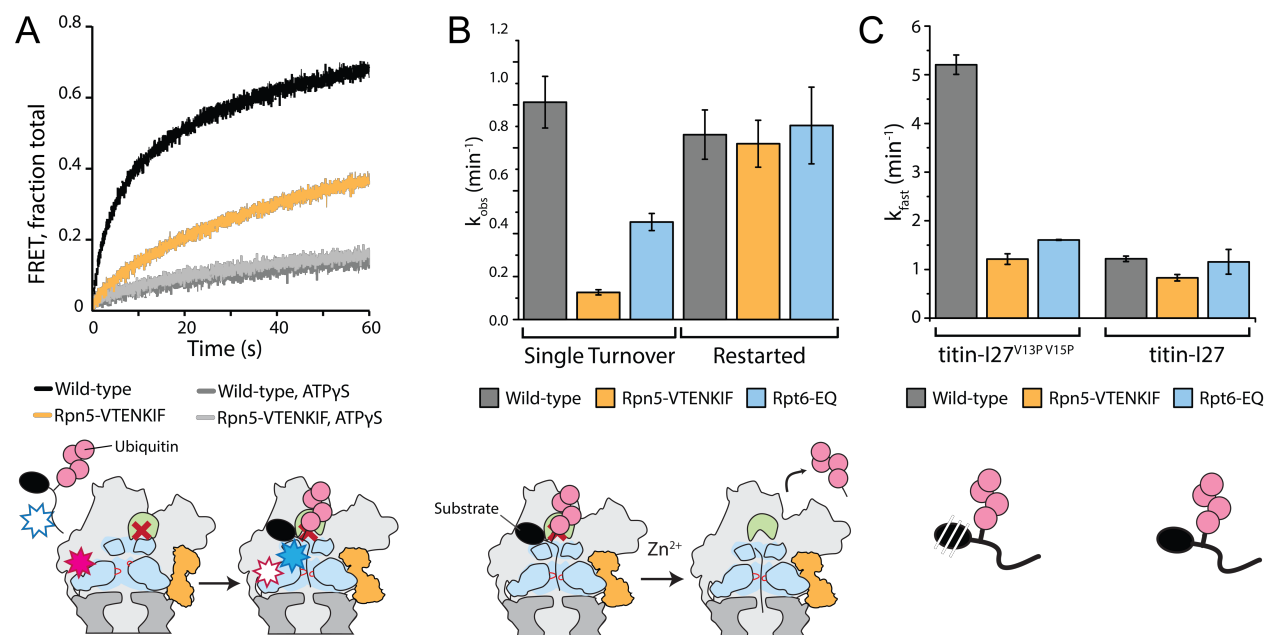 A
0.8
0.6
0.4
0.2
0
FRET, fraction total
0
20
40
60
Time (s)
Wild-type
Wild-type, ATPγS
Rpn5-VTENKIF
Rpn5-VTENKIF, ATPγS
Ubiquitin
B
1.2
1.0
0.8
0.6
0.4
0.2
0.0
kobs (min-1)
Single Turnover
Restarted
Wild-type
Rpn5-VTENKIF
Rpt6-EQ
Substrate
Zn2+
C
6
5
4
3
2
1
0
kfast (min-1)
titin-I27V13P V15P
titin-I27
Wild-type
Rpn5-VTENKIF
Rpt6-EQ